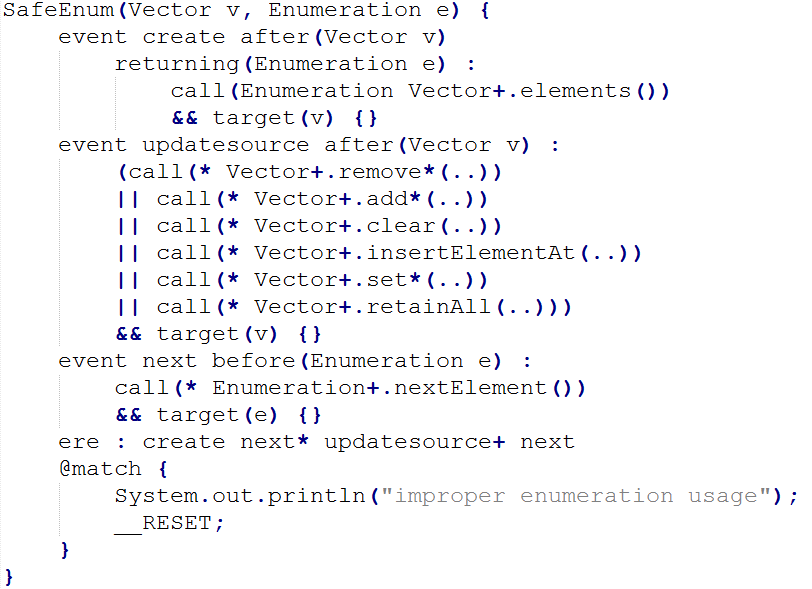 SafeEnum(Vector v, Enumeration e) {
    event create after(Vector v)
        returning(Enumeration e) :
            call(Enumeration Vector+.elements())
            && target(v) {}
    event updatesource after(Vector v) :
        (call(* Vector+.remove*(..))
        || call(* Vector+.add*(..))
        || call(* Vector+.clear(..))
        || call(* Vector+.insertElementAt(..))
        || call(* Vector+.set*(..))
        || call(* Vector+.retainAll(..)))
        && target(v) {}
    event next before(Enumeration e) :
        call(* Enumeration+.nextElement())
        && target(e) {}
    ere : create next* updatesource+ next
    @match {
        System.out.println("improper enumeration usage");
        __RESET;
    }
}